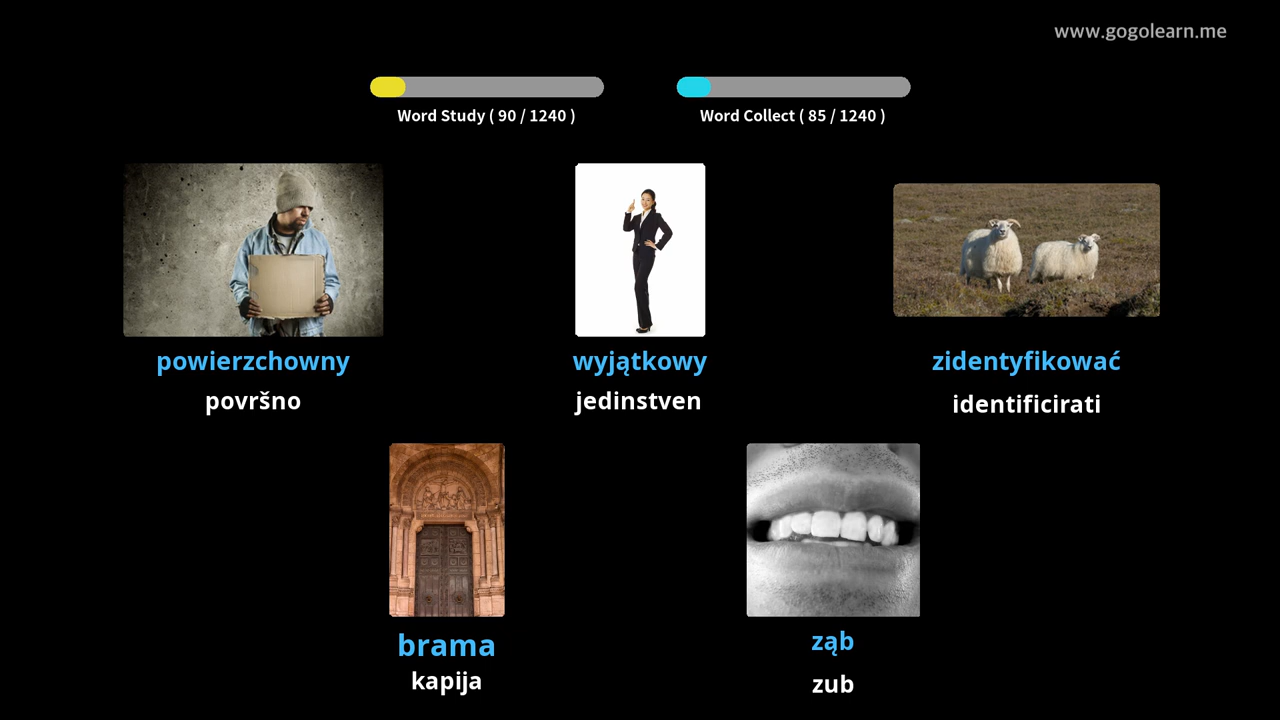 www.gogolearn.me
Word Study ( 90 / 1240 )
Word Collect ( 85 / 1240 )
powierzchowny
površno
wyjątkowy
jedinstven
zidentyfikować
identificirati
brama
kapija
ząb
zub